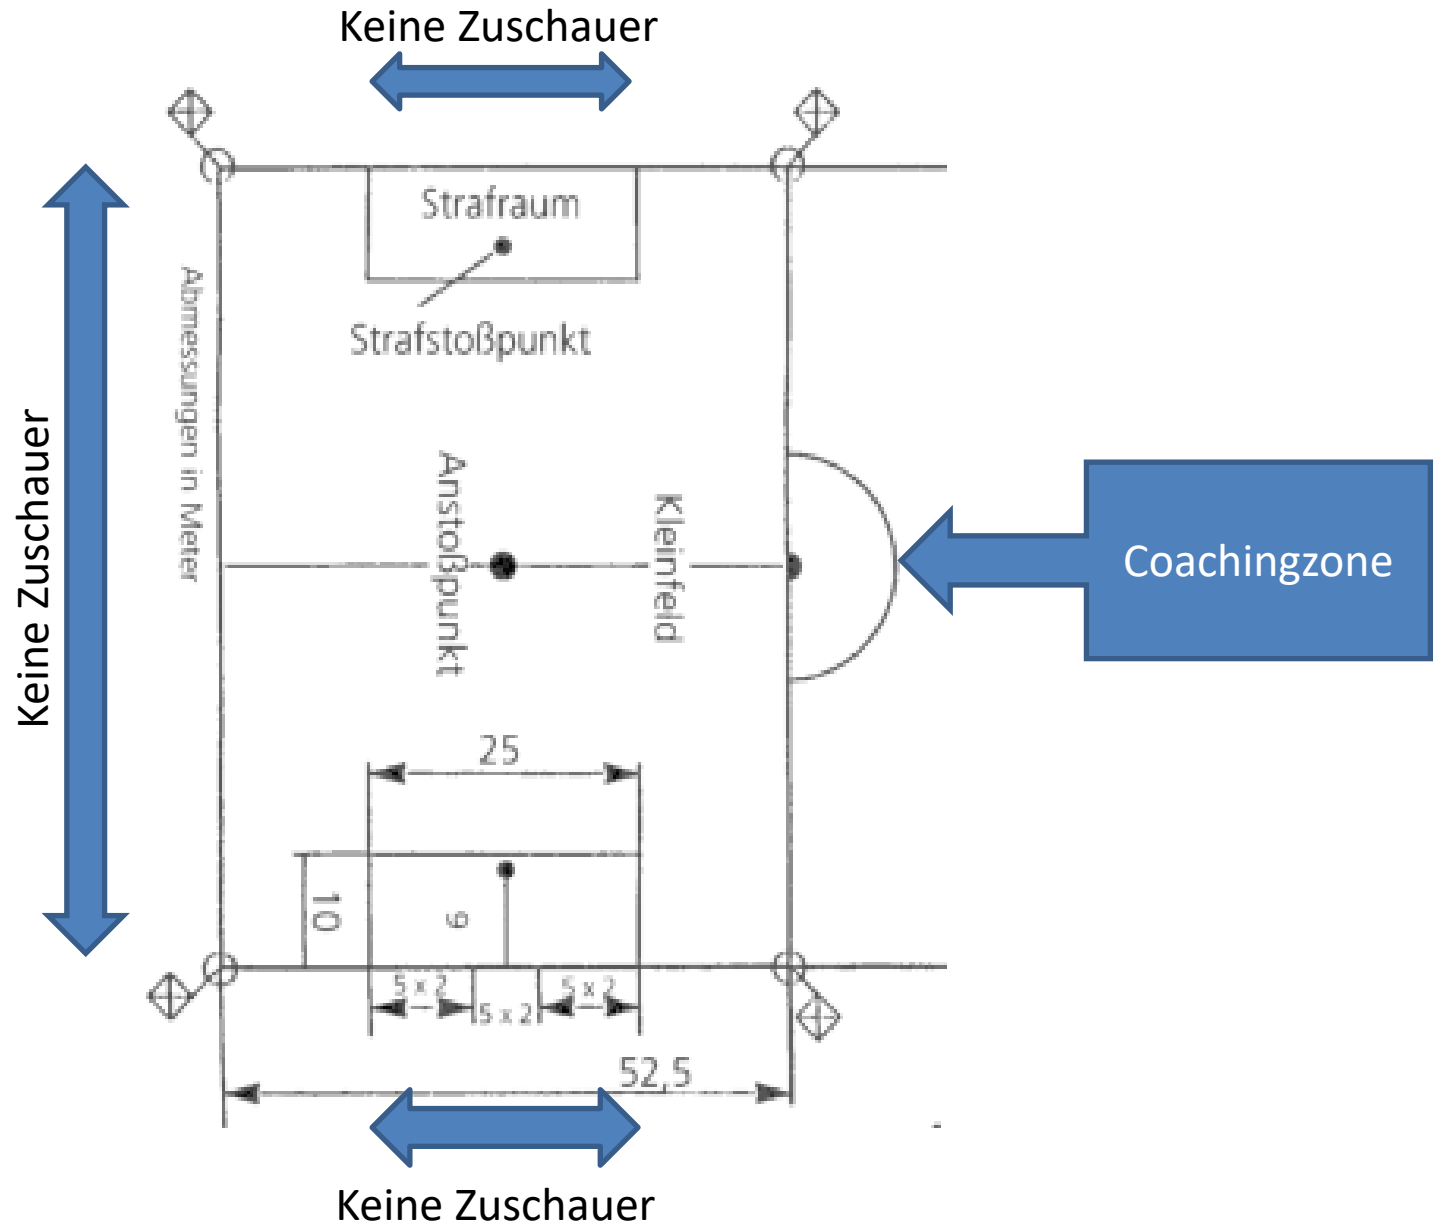 Keine Zuschauer
Strafraum
Strafstoßpunkt
Abmessungen in Meter
Keine Zuschauer
Anstoßpunkt
Kleinfeld
Coachingzone
25
10
9
5 x 2
5 x 2
5 x 2
52,5
Keine Zuschauer